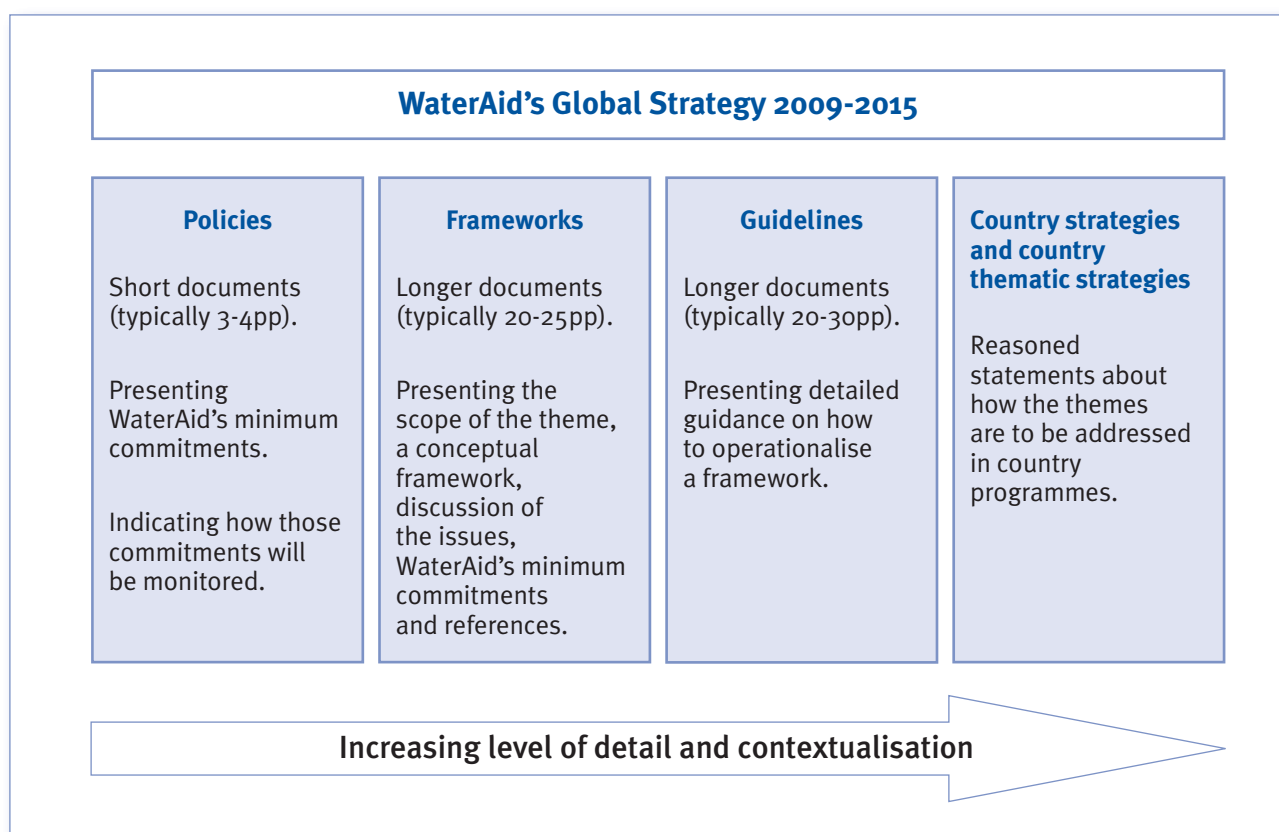 WaterAid’s Global Strategy 2009-2015
Policies
Short documents
(typically 3-4pp).
Presenting
WaterAid’s minimum
commitments.
Indicating how those
commitments will
be monitored.
Frameworks
Longer documents
(typically 20-25pp).
Presenting the
scope of the theme,
a conceptual
framework,
discussion of
the issues,
WaterAid’s minimum
commitments
and references.
Guidelines
Longer documents
(typically 20-30pp).
Presenting detailed
guidance on how
to operationalise
a framework.
Country strategies
and country
thematic strategies
Reasoned
statements about
how the themes
are to be addressed
in country
programmes.
Increasing level of detail and contextualisation